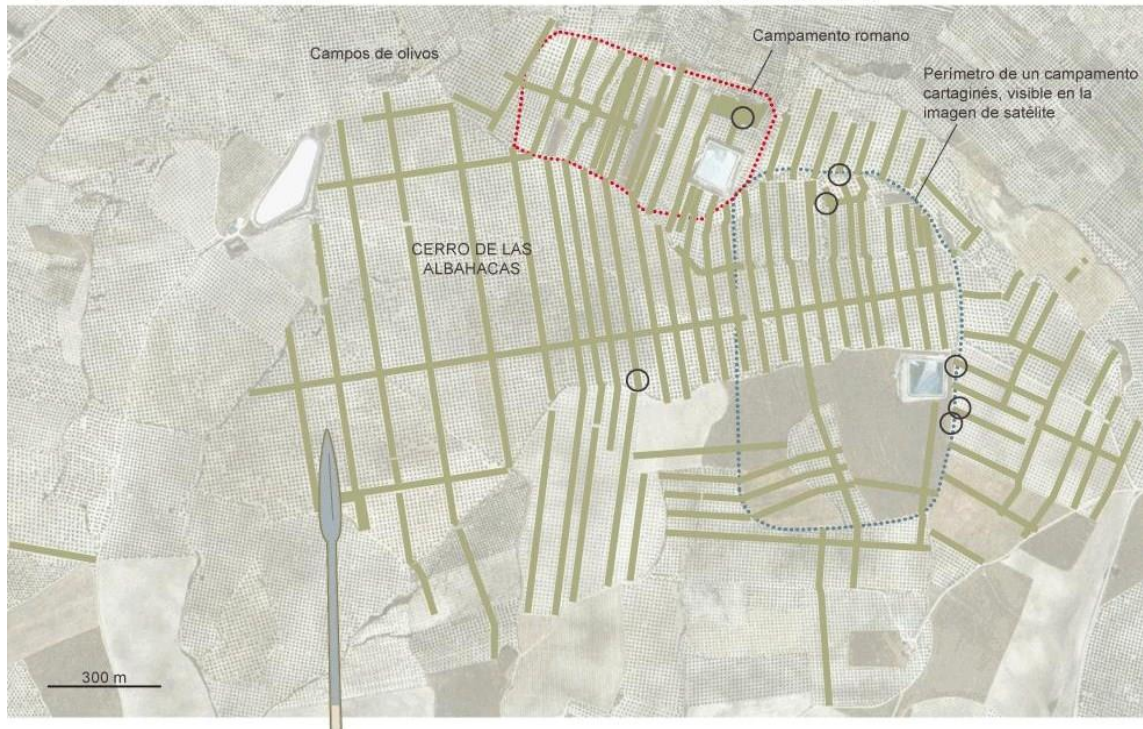 Campamento romano
Campos de olivos
Perímetro de un campamento
cartaginés, visible en la
imagen de satélite
CERRO DE LAS
ALBAHACAS
300 m